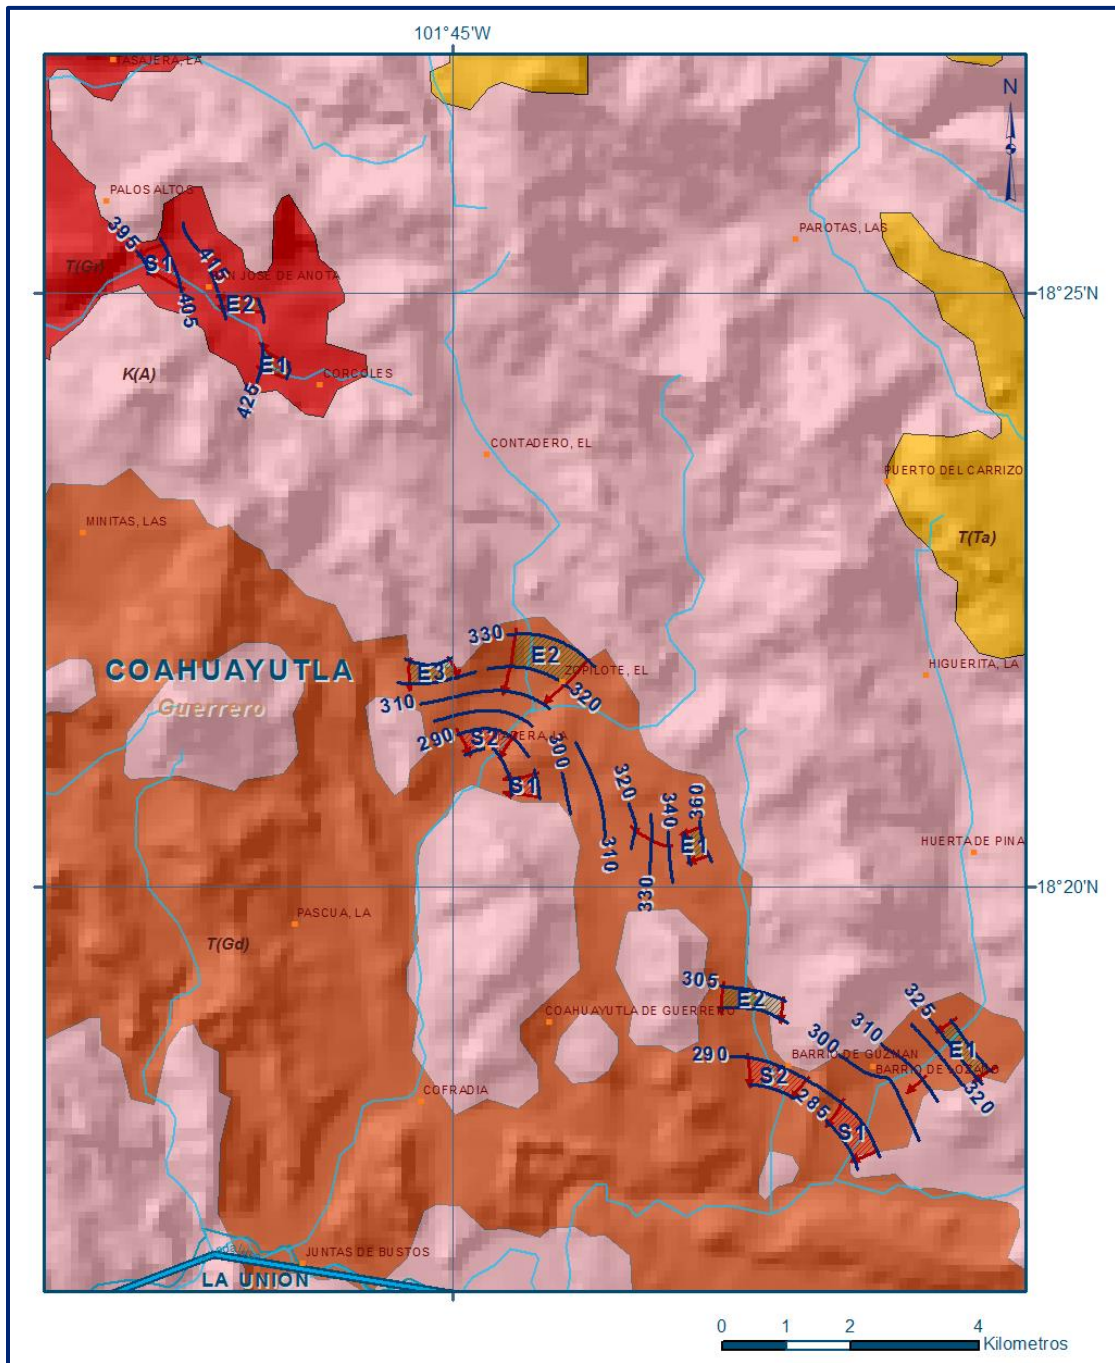 101°45'W
TASAJERA, LA
N
PALOS ALTOS
PAROTAS, LAS
395
S1
415
T(Gr)
N JOSE DE ANOTA
E2
405
18°25'N
E1
K(A)
CORCOLES
425
CONTADERO, EL
PUERTO DEL CARRIZO
MINITAS, LAS
T(Ta)
330
E2
COAHUAYUTLA
E3
ZOPILOTE, EL
HIGUERITA, LA
Guerrero
310
320
290
S2
ADERA, LA
300
S1
320
340
360
E1
310
HUERTA DE PINA
330
18°20'N
PASCUA, LA
T(Gd)
305
E2
325
COAHUAYUTLA DE GUERRERO
300
310
E1
290
BARRIO DE GUZMAN
BARRIO DE LOZANO
S2
285
320
COFRADIA
S1
JUNTAS DE BUSTOS
LA UNION
0 1 2 4
Kilometros